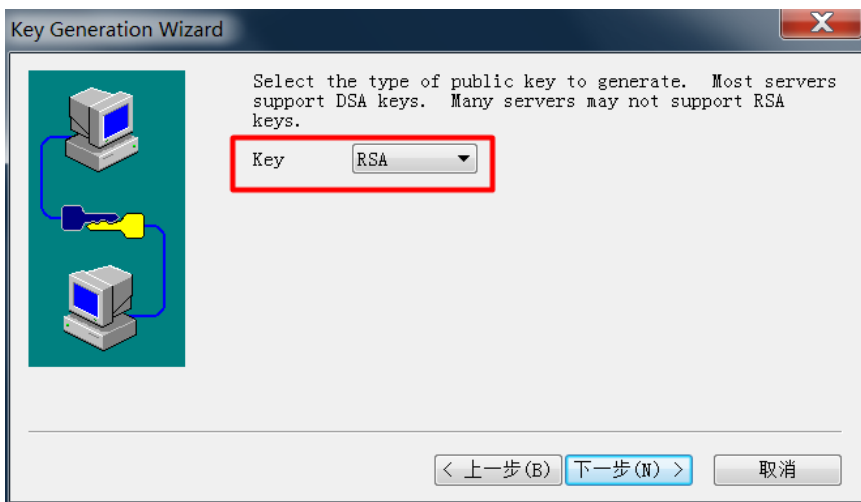 Key Generation Wizard
Select the type of public key to generate.  Most servers
support DSA keys.  Many servers may not support RSA
keys.
Key RSA
< 上一步(B) 下一步(N) > 取消